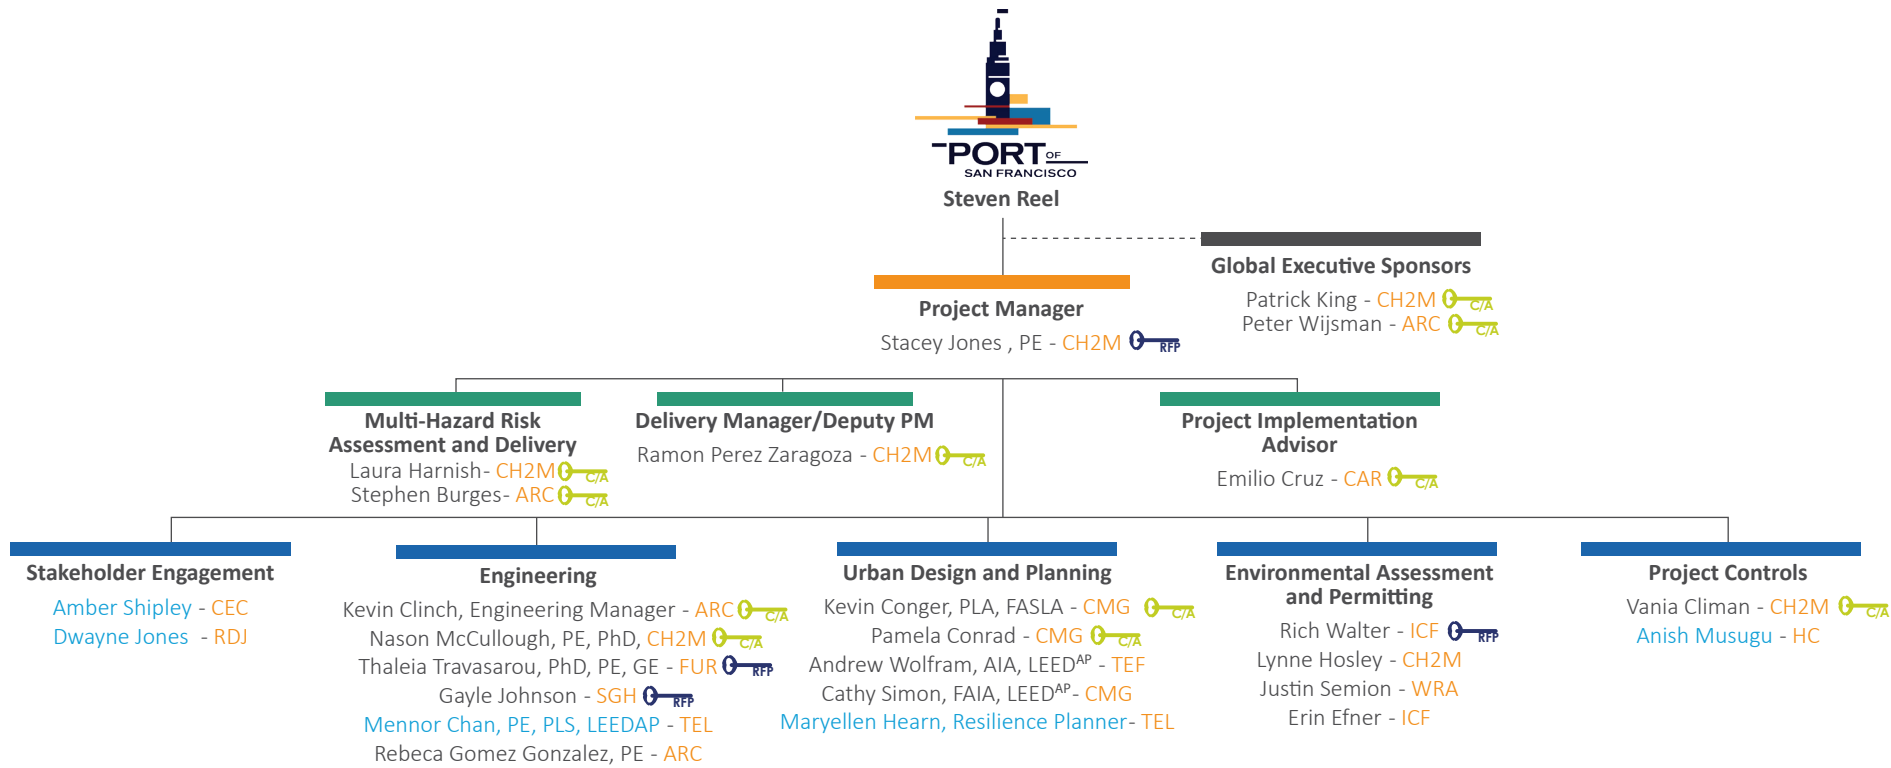 PORT OF
SAN FRANCISCO
Steven Reel
Global Executive Sponsors
Patrick King - CH2M C/A
Peter Wijsman - ARC C/A
Project Manager
Stacey Jones , PE - CH2M RFP
Multi-Hazard Risk
Assessment and Delivery
Laura Harnish- CH2M C/A
Stephen Burges- ARC C/A
Delivery Manager/Deputy PM
Ramon Perez Zaragoza - CH2M C/A
Project Implementation
Advisor
Emilio Cruz - CAR C/A
Stakeholder Engagement
Amber Shipley - CEC
Dwayne Jones - RDJ
Engineering
Kevin Clinch, Engineering Manager - ARC C/A
Nason McCullough, PE, PhD, CH2M C/A
Thaleia Travasarou, PhD, PE, GE - FUR RFP
Gayle Johnson - SGH RFP
Mennor Chan, PE, PLS, LEEDAP - TEL
Rebeca Gomez Gonzalez, PE - ARC
Urban Design and Planning
Kevin Conger, PLA, FASLA - CMG C/A
Pamela Conrad - CMG C/A
Andrew Wolfram, AIA, LEEDAP - TEF
Cathy Simon, FAIA, LEEDAP- CMG
Maryellen Hearn, Resilience Planner- TEL
Environmental Assessment
and Permitting
Rich Walter - ICF RFP
Lynne Hosley - CH2M
Justin Semion - WRA
Erin Efner - ICF
Project Controls
Vania Climan - CH2M C/A
Anish Musugu - HC